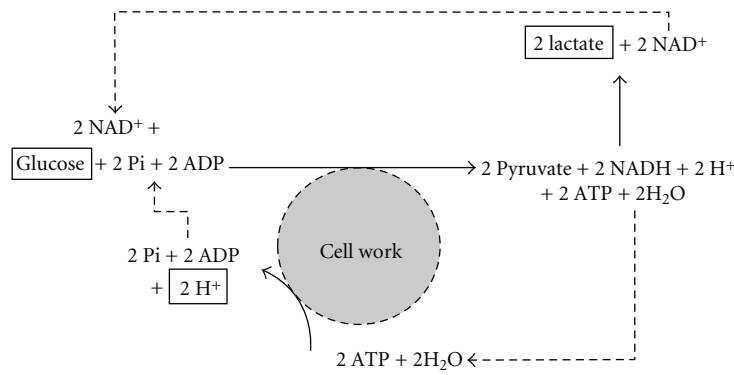 2 lactate + 2 NAD⁺
2 NAD⁺ +
Glucose + 2 Pi + 2 ADP
2 Pyruvate + 2 NADH + 2 H⁺
+ 2 ATP + 2H₂O
Cell work
2 Pi + 2 ADP
+ 2 H⁺
2 ATP + 2H₂O